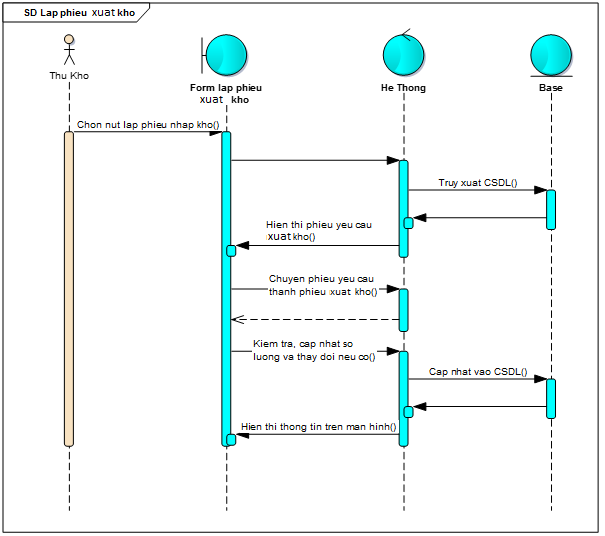 SD Lap phieu xuat kho
Thu Kho
Form lap phieu
xuat kho
He Thong
Base
Chon nut lap phieu nhap kho()
Truy xuat CSDL()
Hien thi phieu yeu cau
xuat kho()
Chuyen phieu yeu cau
thanh phieu xuat kho()
Kiem tra, cap nhat so
luong va thay doi neu co()
Cap nhat vao CSDL()
Hien thi thong tin tren man hinh()